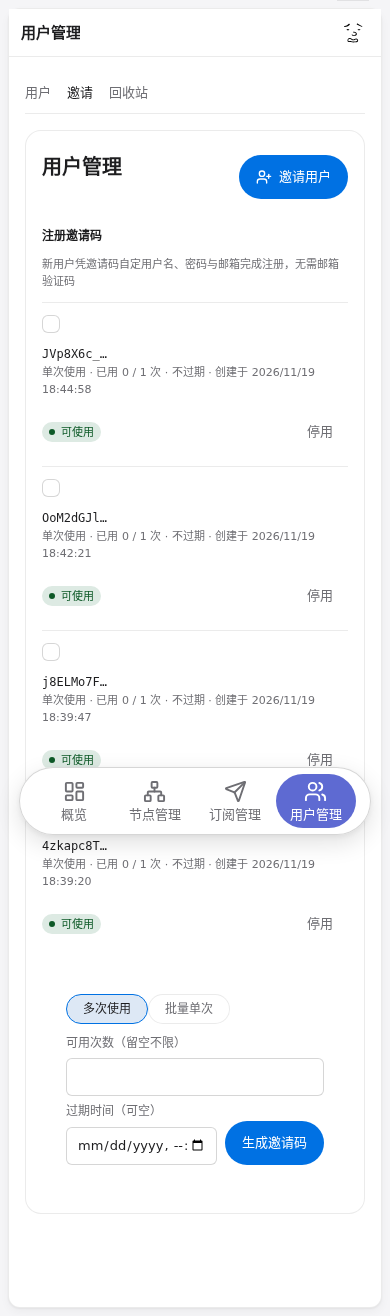 用户管理
用户 邀请 回收站
用户管理
邀请用户
注册邀请码
新用户凭邀请码自定用户名、密码与邮箱完成注册，无需邮箱
验证码
JVp8X6c_…
单次使用 · 已用 0 / 1 次 · 不过期 · 创建于 2026/11/19
18:44:58
可使用 停用
OoM2dGJl…
单次使用 · 已用 0 / 1 次 · 不过期 · 创建于 2026/11/19
18:42:21
可使用 停用
j8ELMo7F…
单次使用 · 已用 0 / 1 次 · 不过期 · 创建于 2026/11/19
18:39:47
可使用 停用
概览 节点管理 订阅管理 用户管理
4zkapc8T…
单次使用 · 已用 0 / 1 次 · 不过期 · 创建于 2026/11/19
18:39:20
可使用 停用
多次使用 批量单次
可用次数（留空不限）
过期时间（可空）
mm/dd/yyyy, --:
生成邀请码